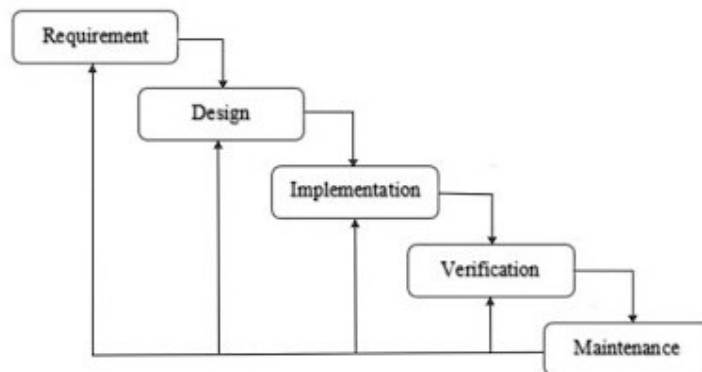 Requirement
Design
Implementation
Verification
Maintenance